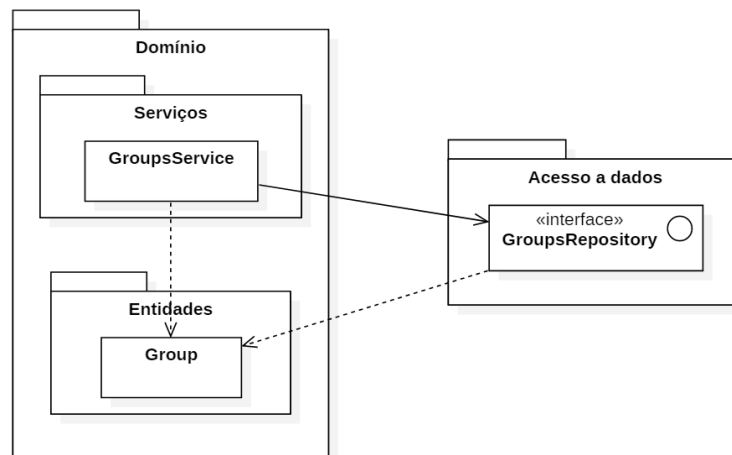 Domínio
Serviços
GroupsService
Acesso a dados
«interface»
GroupsRepository
Entidades
Group